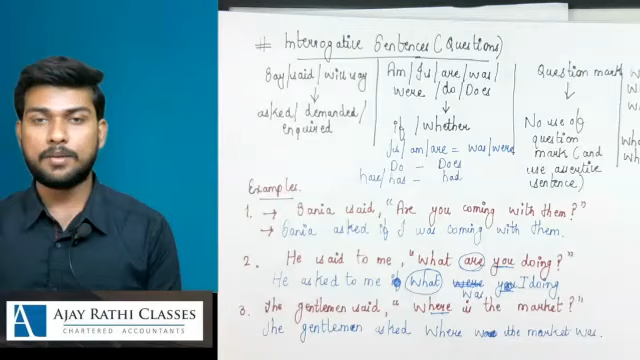 # Interrogative Sentences (Questions)
Say/said/will say
asked/demanded/
enquired
Am/Is/are/was/
were /do/Does
if / whether
Is/am/are = was/were
Do - Does
have/has - had
Question mark
No use of
question
mark (and
use assertive
sentence)
Examples
1. → Sania said, "Are you coming with them?"
→ Sania asked if I was coming with them.
2. He said to me, "What are you doing?"
He asked to me what was I doing
3. The gentlemen said, "Where is the market?"
The gentlemen asked Where the market was.
AJAY RATHI CLASSES
CHARTERED ACCOUNTANTS